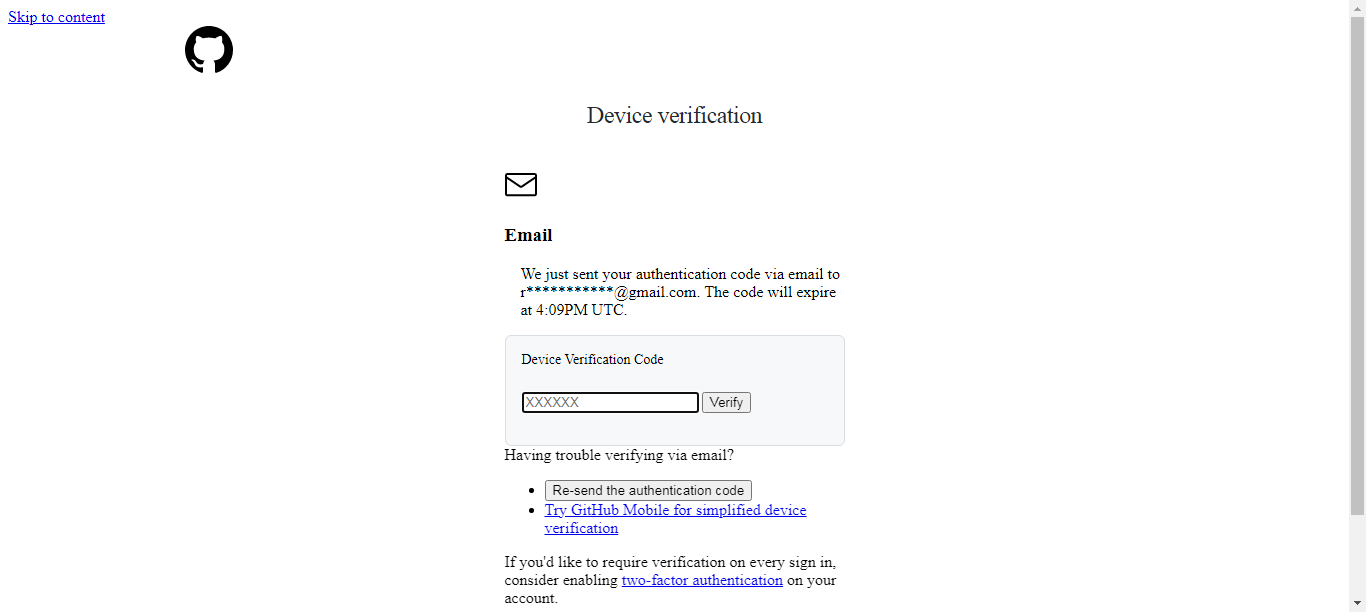 Skip to content
Device verification
Email
We just sent your authentication code via email to
r***********@gmail.com. The code will expire
at 4:09PM UTC.
Device Verification Code
XXXXXX Verify
Having trouble verifying via email?
Re-send the authentication code
Try GitHub Mobile for simplified device
verification
If you'd like to require verification on every sign in,
consider enabling two-factor authentication on your
account.